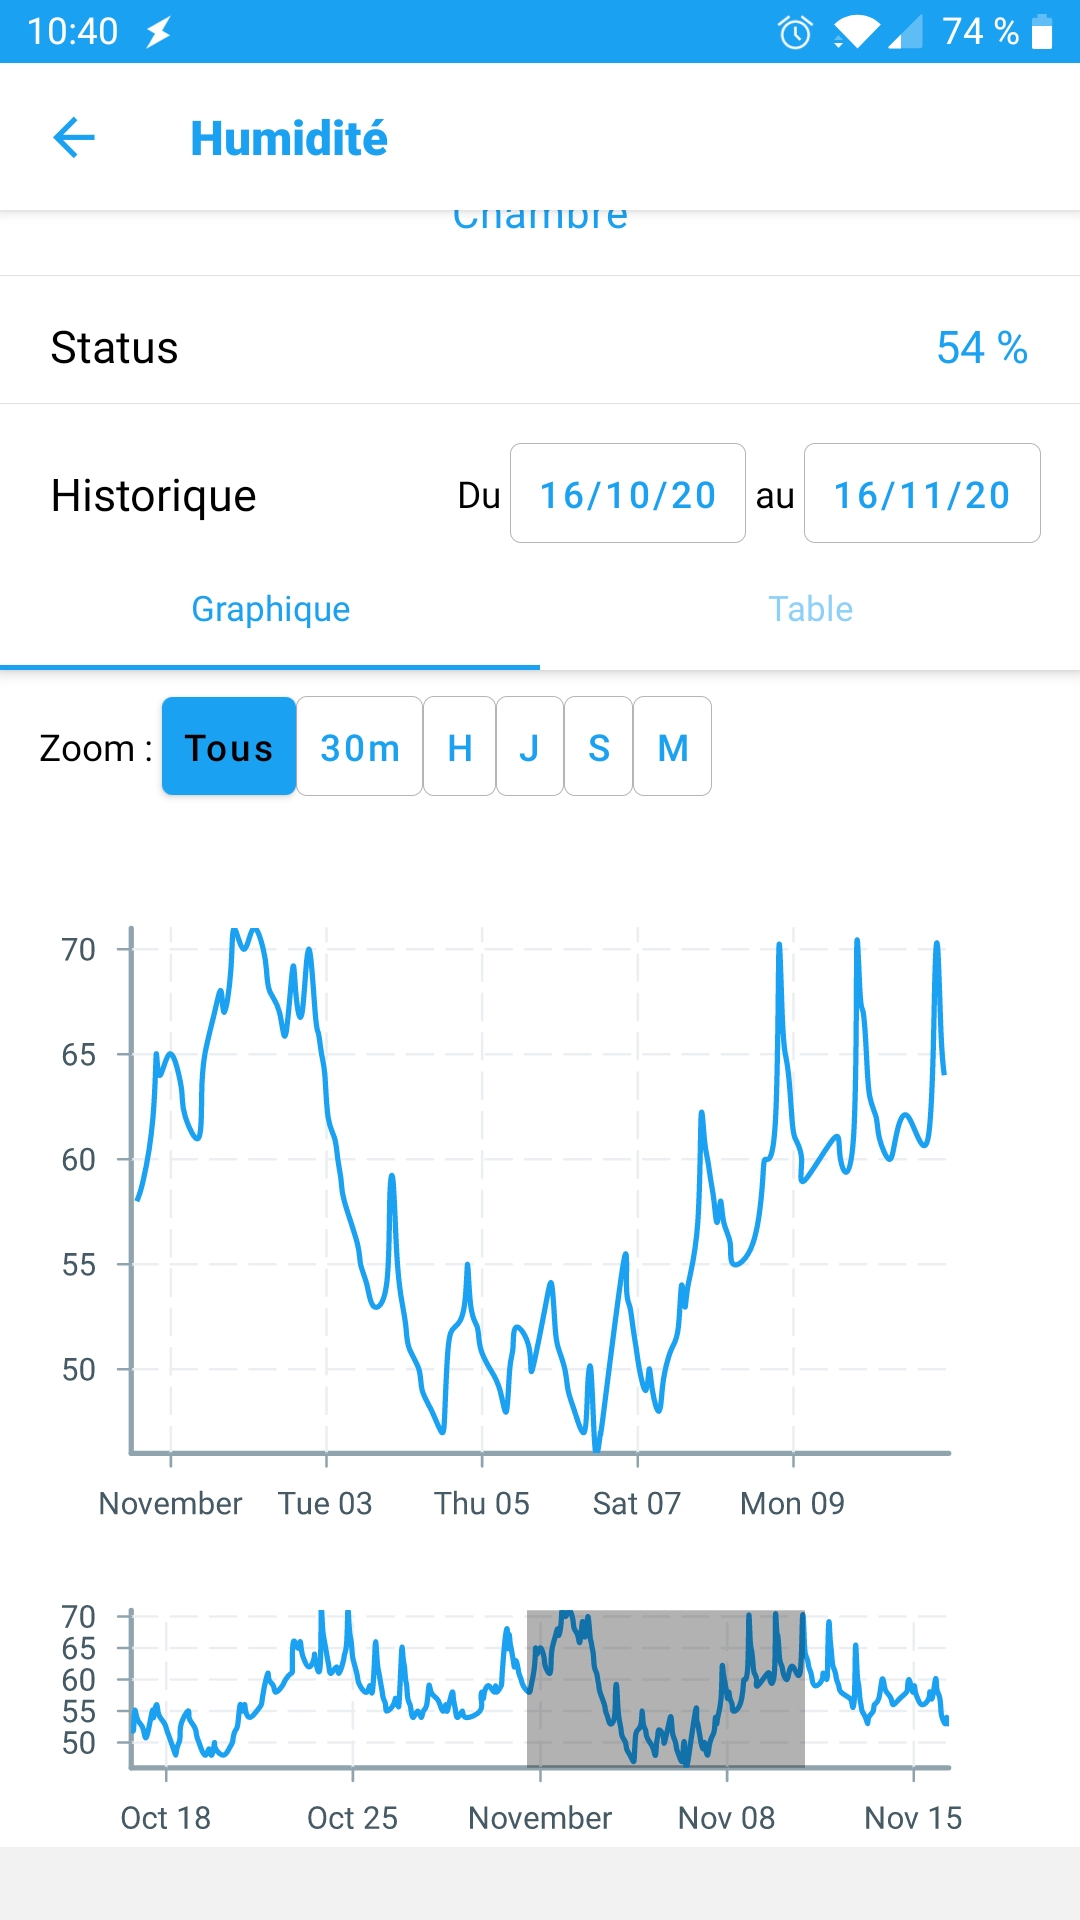 10:40 74 %
Humidité
Chambre
Status 54 %
Historique Du 16/10/20 au 16/11/20
Graphique Table
Zoom : Tous 30m H J S M
70
65
60
55
50
November Tue 03 Thu 05 Sat 07 Mon 09
70
65
60
55
50
Oct 18 Oct 25 November Nov 08 Nov 15